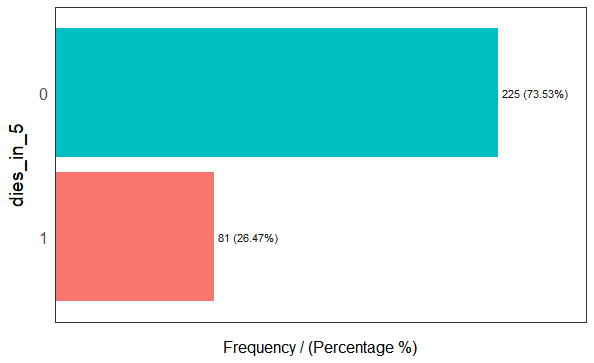 dies_in_5
0
225 (73.53%)
1
81 (26.47%)
Frequency / (Percentage %)